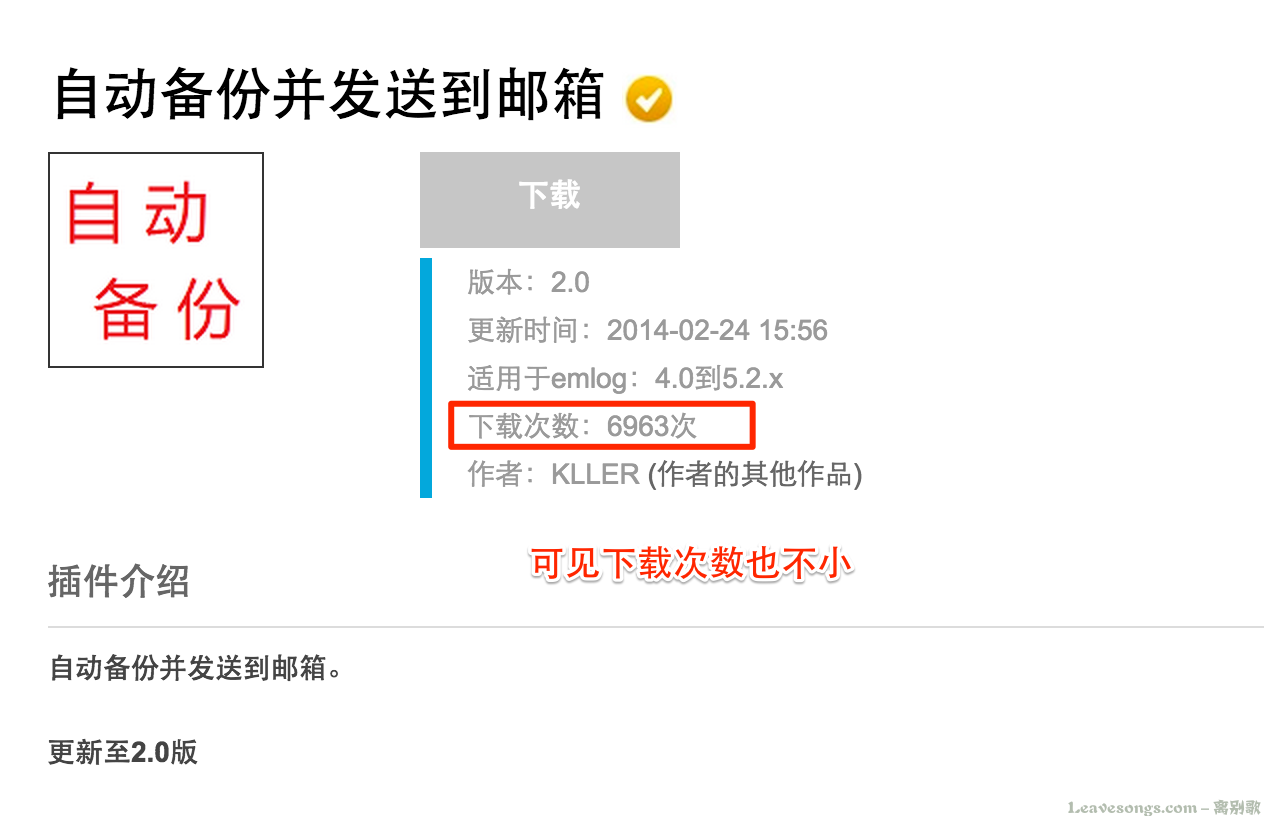 自动备份并发送到邮箱
自动
备份
下载
版本：2.0
更新时间：2014-02-24 15:56
适用于emlog：4.0到5.2.x
下载次数：6963次
作者：KLLER (作者的其他作品)
可见下载次数也不小
插件介绍
自动备份并发送到邮箱。
更新至2.0版
Leavesongs.com – 离别歌